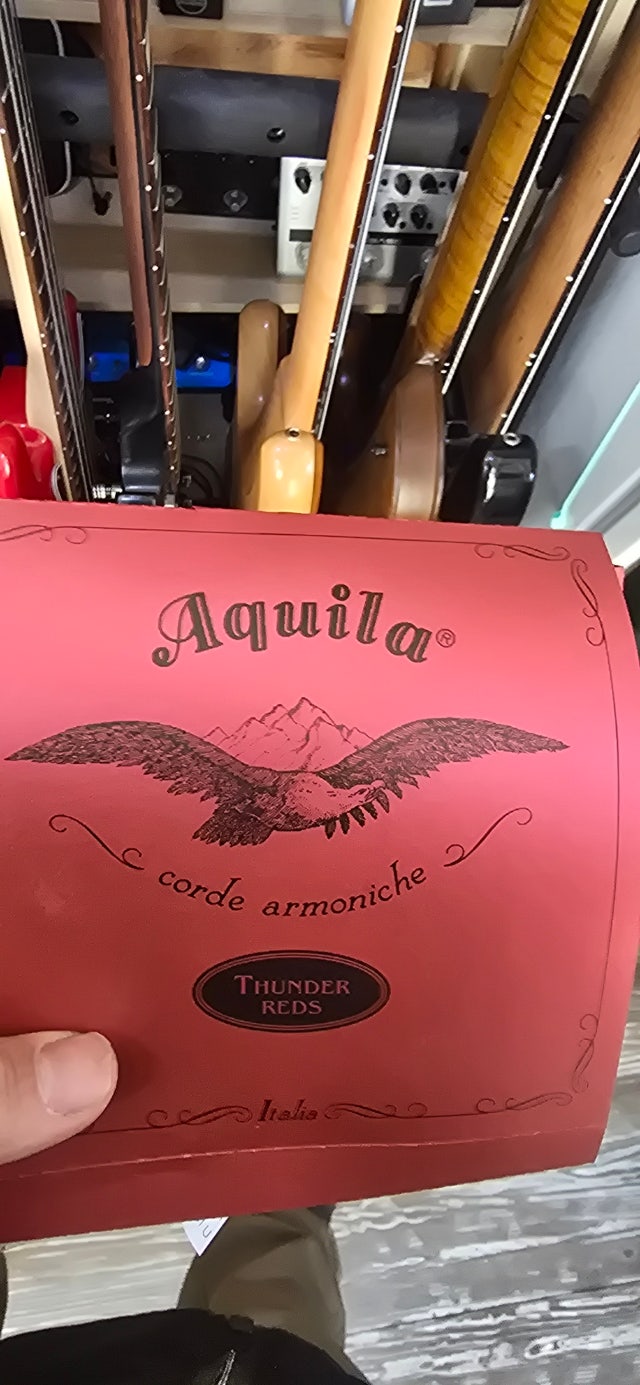 Aquila®
corde armoniche
THUNDER
REDS
Italia